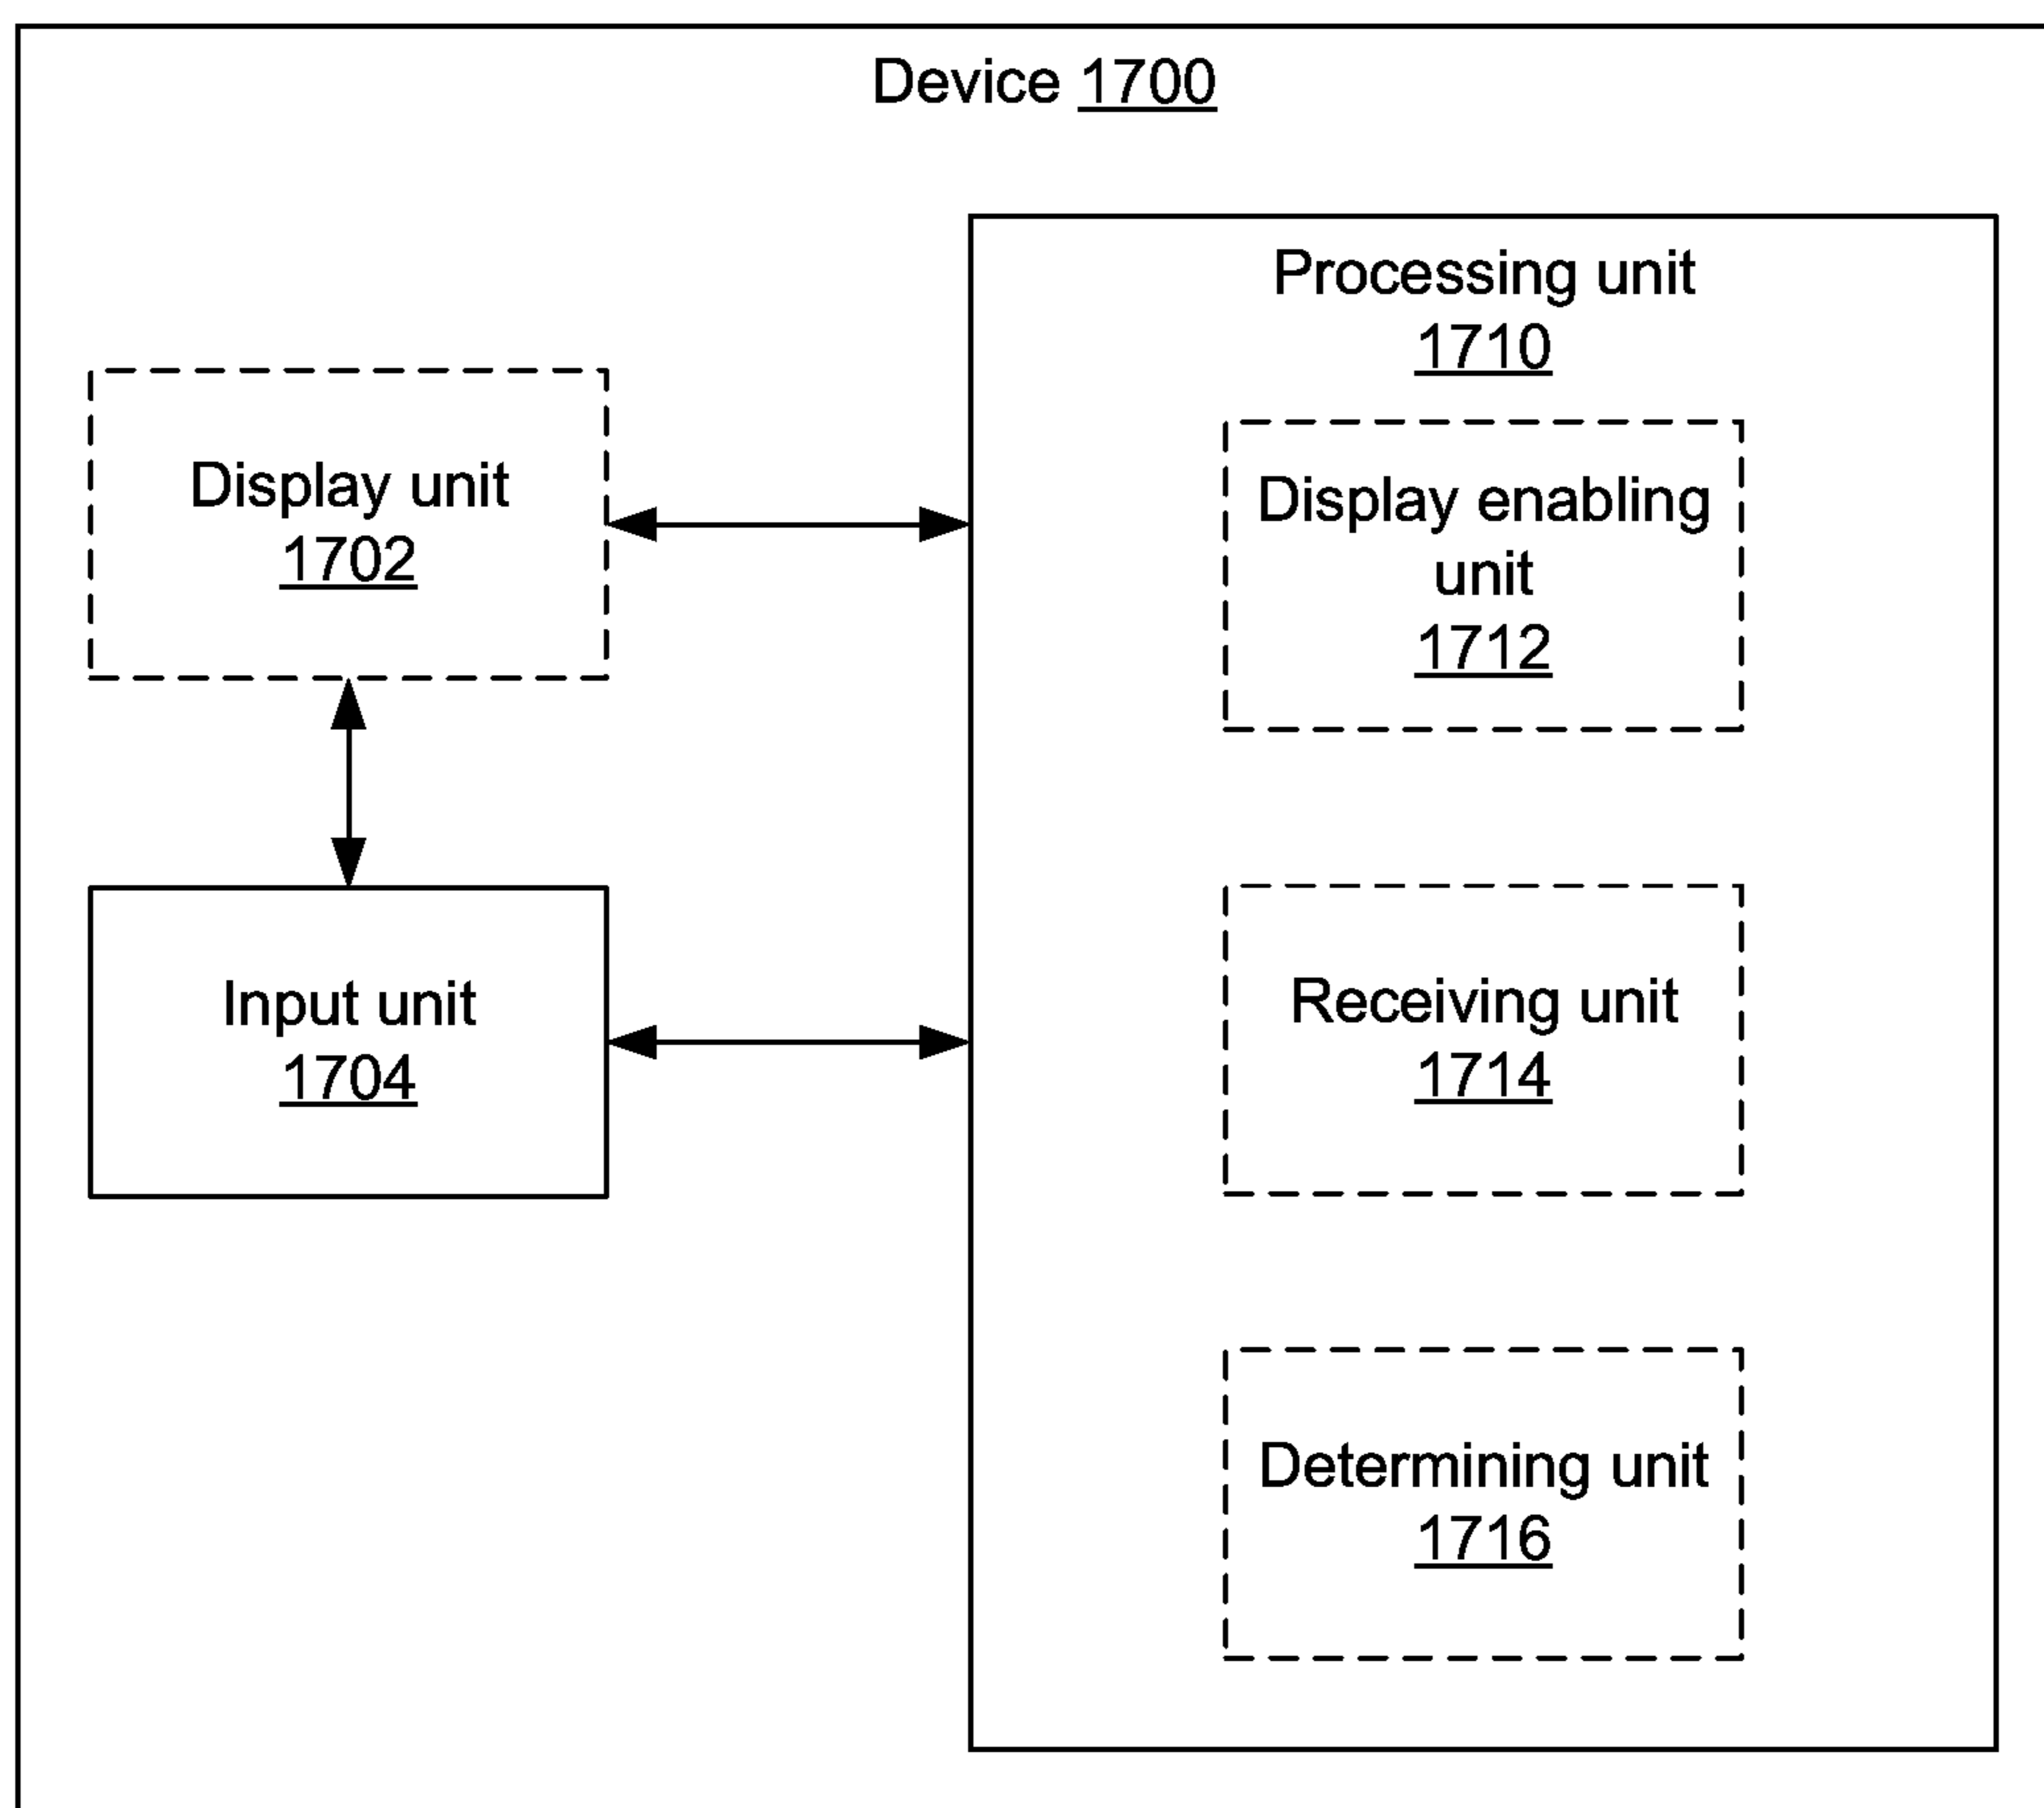 Device 1700
Processing unit
1710
Display unit
1702
Display enabling
unit
1712
Input unit
1704
Receiving unit
1714
Determining unit
1716